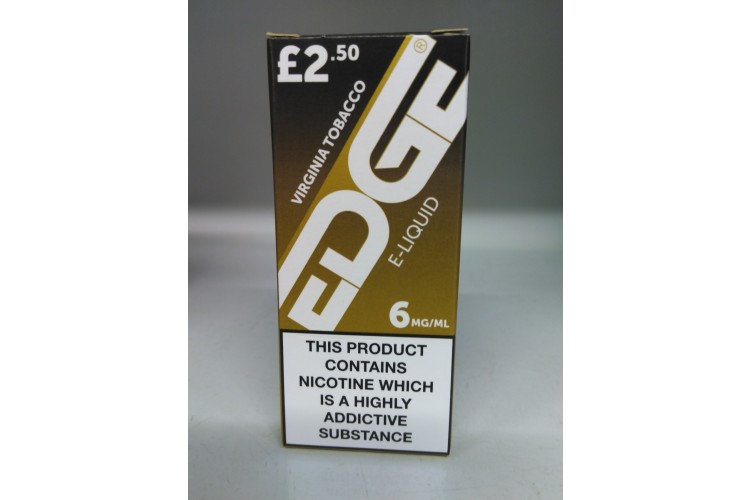 £2.50
VIRGINIA TOBACCO
EDGE®
E-LIQUID
6MG/ML
THIS PRODUCT
CONTAINS
NICOTINE WHICH
IS A HIGHLY
ADDICTIVE
SUBSTANCE